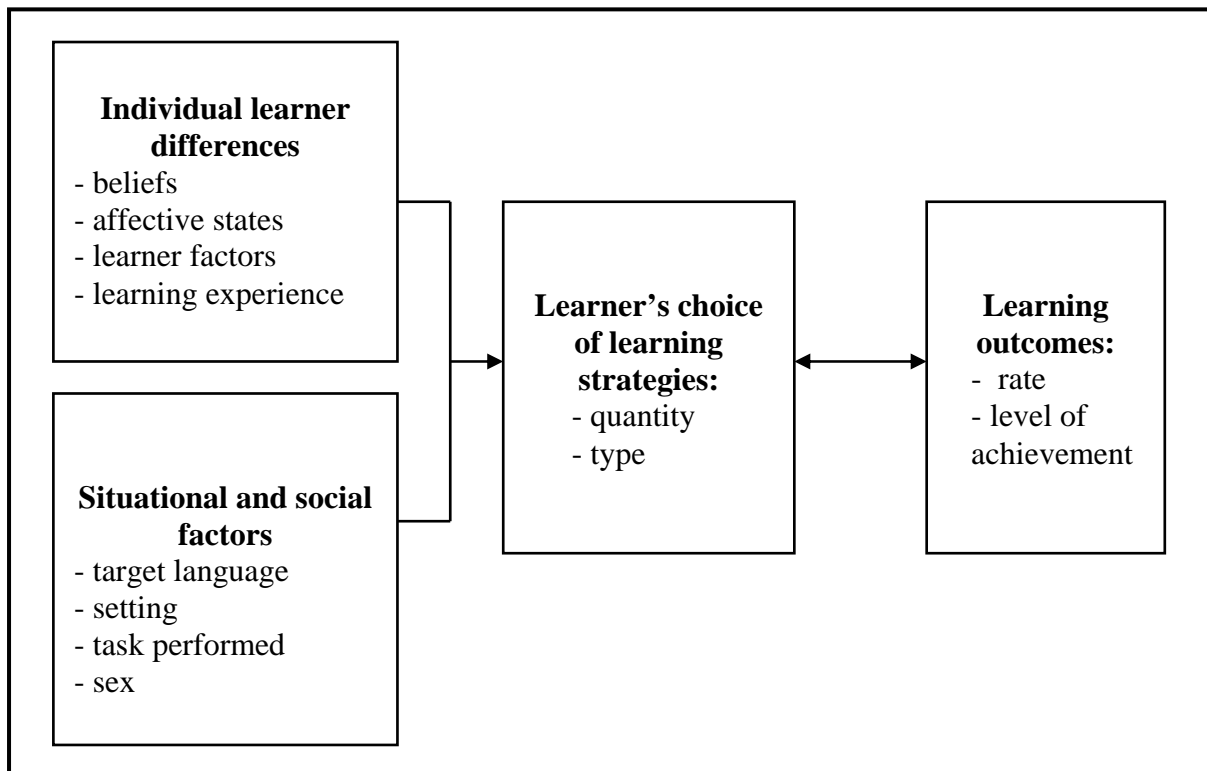 Individual learner
differences
- beliefs
- affective states
- learner factors
- learning experience
Situational and social
factors
- target language
- setting
- task performed
- sex
Learner’s choice
of learning
strategies:
- quantity
- type
Learning
outcomes:
- rate
- level of
achievement